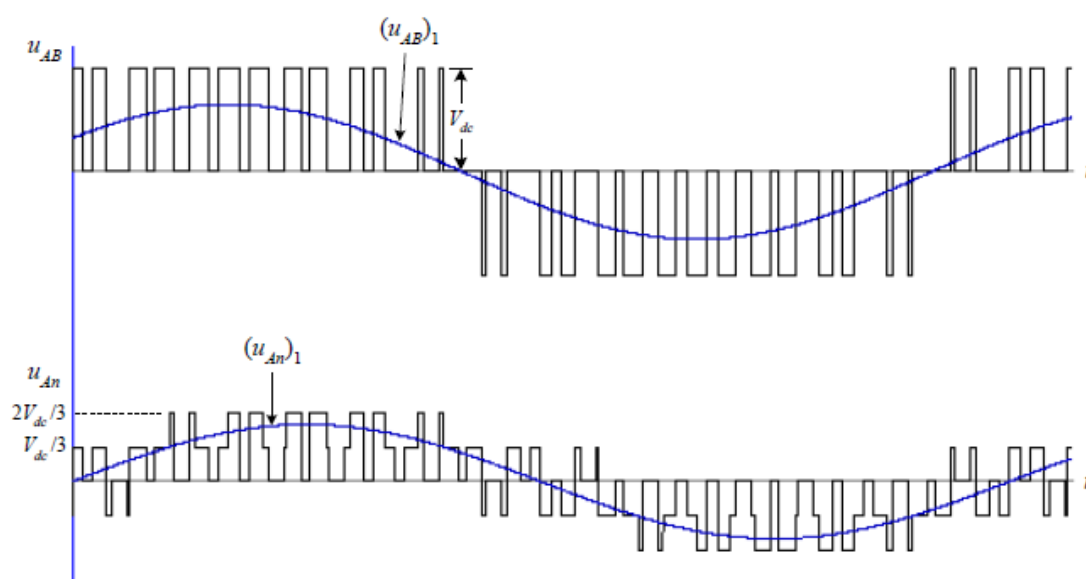 (u_AB)_1
u_AB
V_dc
t
(u_An)_1
u_An
2V_dc/3
V_dc/3
t